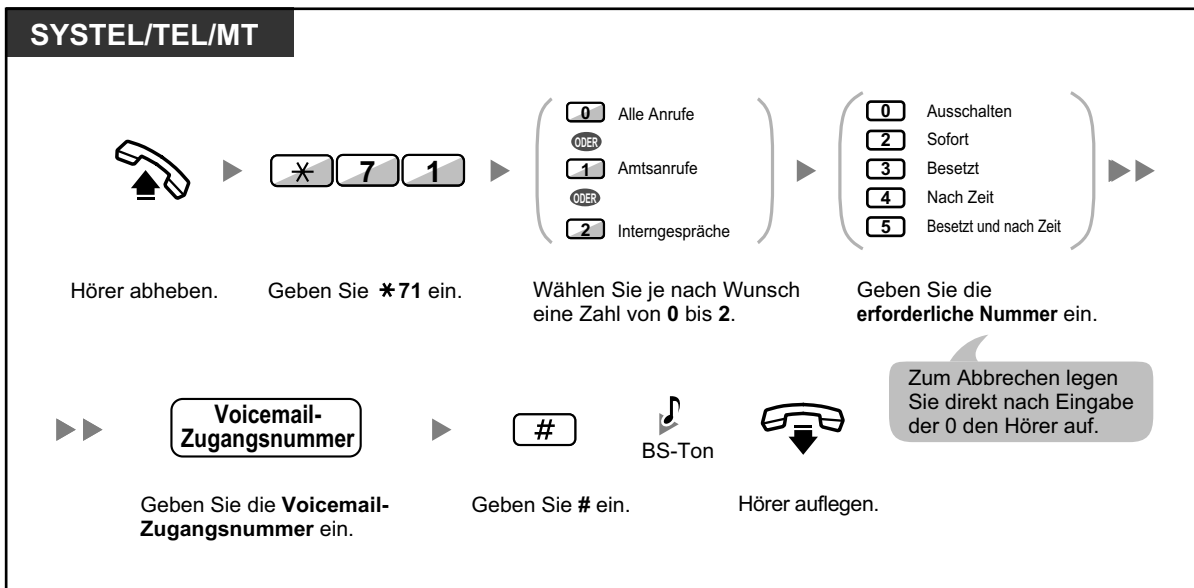 SYSTEL/TEL/MT
0 Alle Anrufe
ODER
1 Amtsanrufe
ODER
2 Interngespräche
0 Ausschalten
2 Sofort
3 Besetzt
4 Nach Zeit
5 Besetzt und nach Zeit
* 7 1
Hörer abheben.
Geben Sie *71 ein.
Wählen Sie je nach Wunsch
eine Zahl von 0 bis 2.
Geben Sie die
erforderliche Nummer ein.
Zum Abbrechen legen
Sie direkt nach Eingabe
der 0 den Hörer auf.
Voicemail-
Zugangsnummer
#
BS-Ton
Geben Sie die Voicemail-
Zugangsnummer ein.
Geben Sie # ein.
Hörer auflegen.